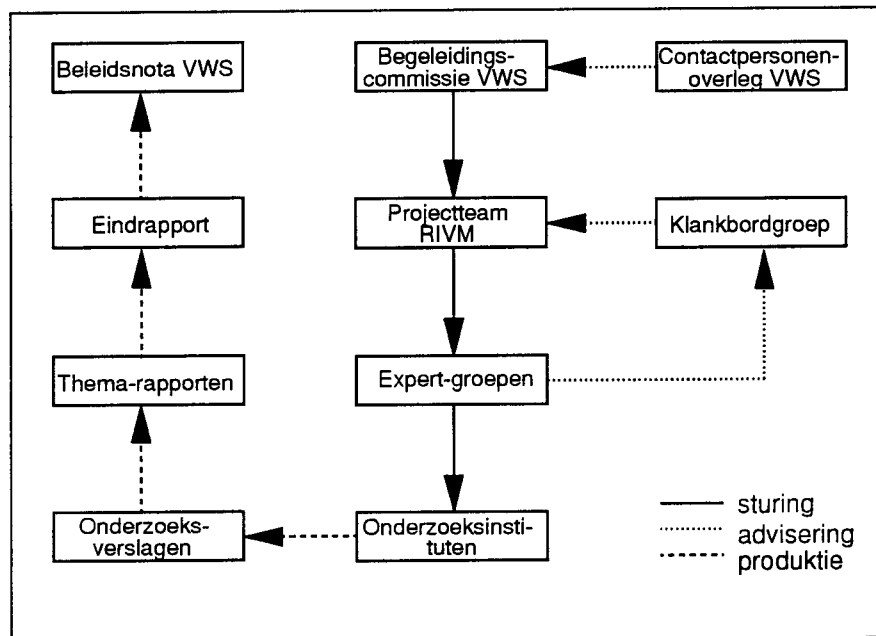 Beleidsnota VWS
Begeleidings-
commissie VWS
Contactpersonen-
overleg VWS
Eindrapport
Projectteam
RIVM
Klankbordgroep
Thema-rapporten
Expert-groepen
Onderzoeks-
verslagen
Onderzoeksinsti-
tuten
sturing
advisering
produktie